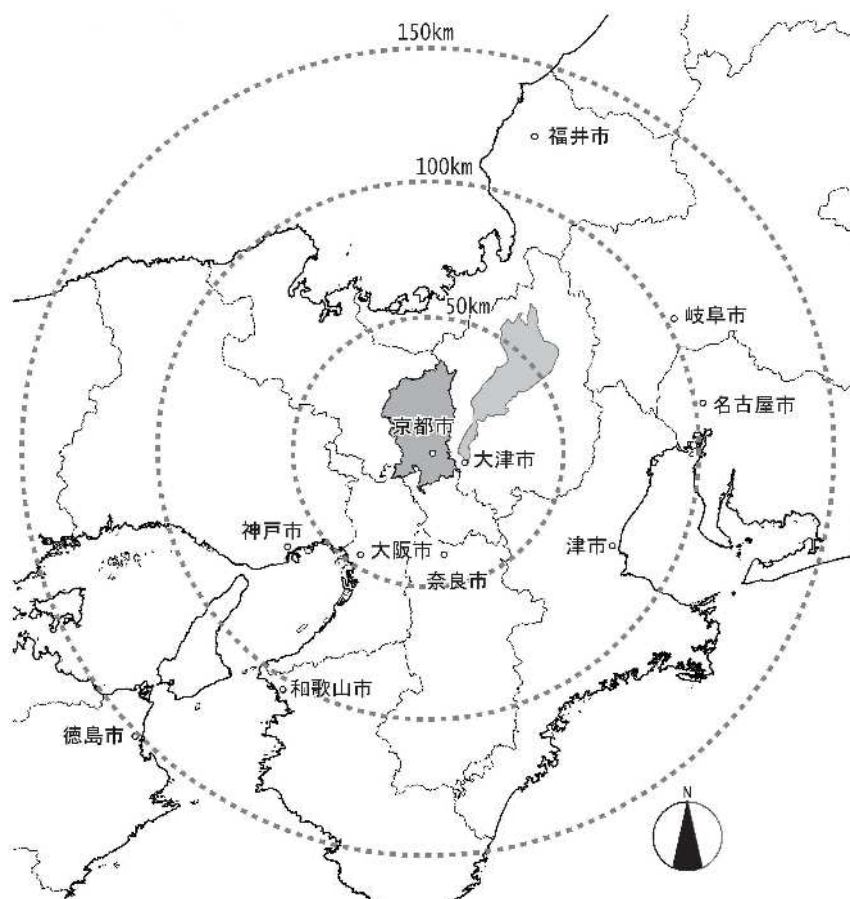 150km
福井市
100km
50km
岐阜市
名古屋市
京都市
大津市
神戸市
大阪市
津市
奈良市
和歌山市
徳島市
N